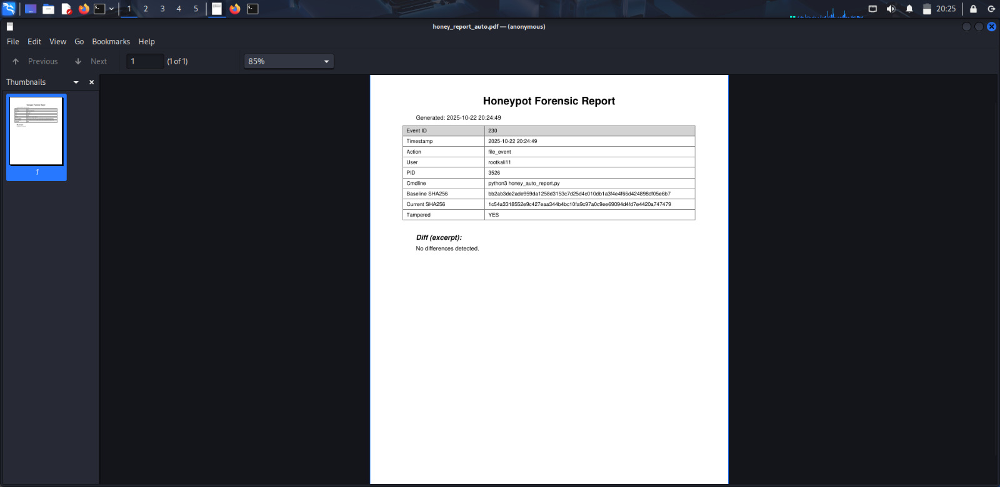 1 2 3 4 5
20:25
honey_report_auto.pdf — (anonymous)
File Edit View Go Bookmarks Help
Previous Next 1 (1 of 1) 85%
Thumbnails
1
Honeypot Forensic Report
Generated: 2025-10-22 20:24:49
Event ID 230
Timestamp 2025-10-22 20:24:49
Action file_event
User rootkali11
PID 3526
Cmdline python3 honey_auto_report.py
Baseline SHA256 bb2ab3de2ade959da1258d3153c7d25d4c010db1a3f4e4f66d424898df05e6b7
Current SHA256 1c54a3318552e9c427eaa344b4bc10fa9c97a0c9ee69094d4fd7e4420a747479
Tampered YES
Diff (excerpt):
No differences detected.